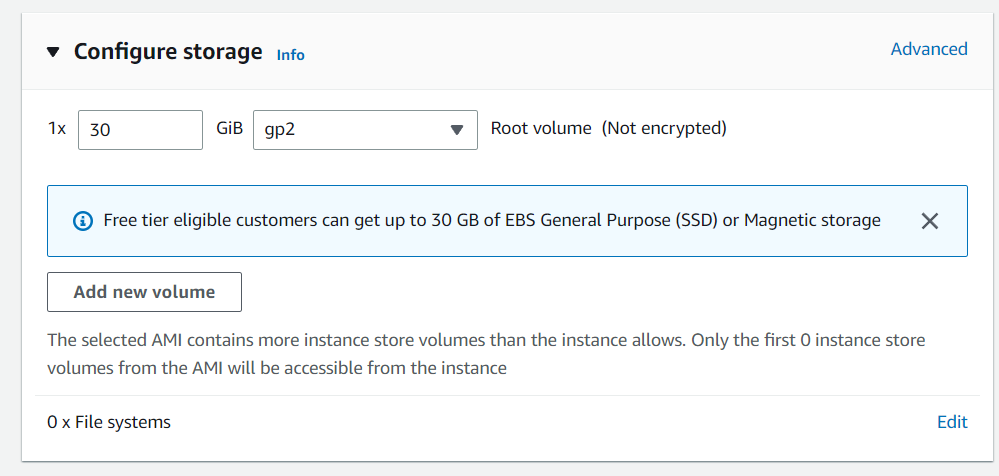 Configure storage Info Advanced
1x 30 GiB gp2 Root volume (Not encrypted)
Free tier eligible customers can get up to 30 GB of EBS General Purpose (SSD) or Magnetic storage
Add new volume
The selected AMI contains more instance store volumes than the instance allows. Only the first 0 instance store
volumes from the AMI will be accessible from the instance
0 x File systems Edit